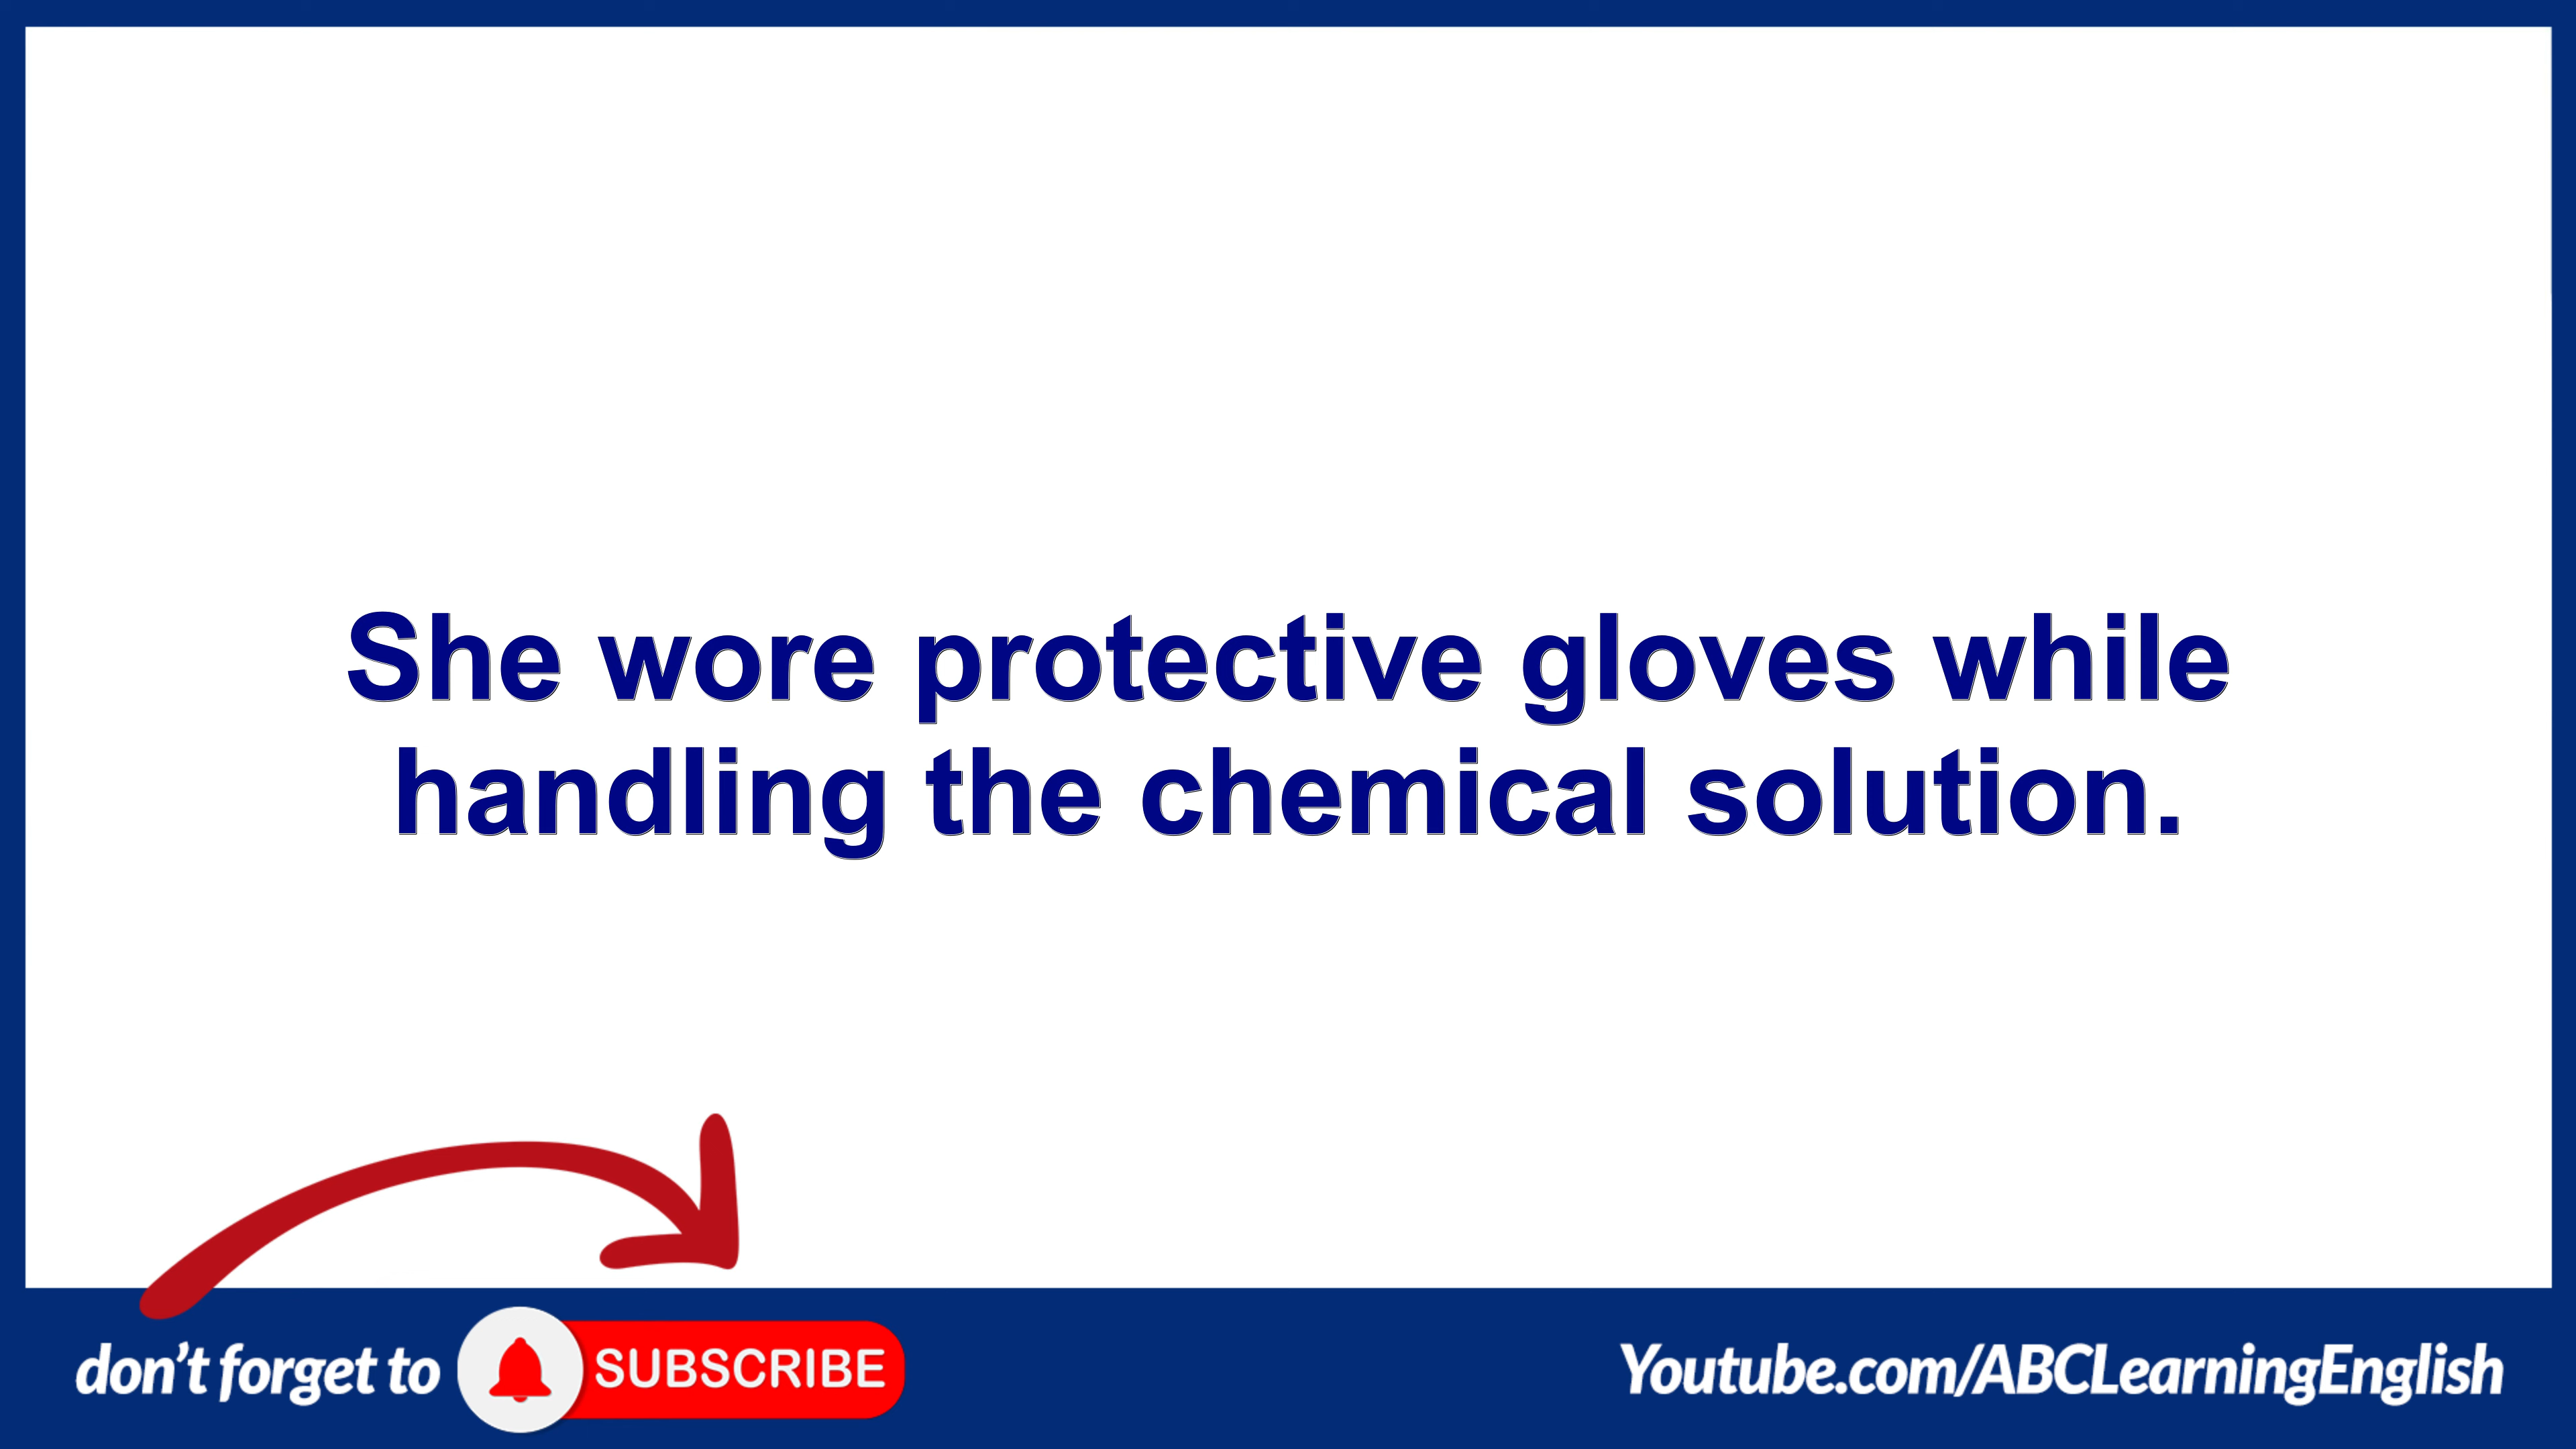 She wore protective gloves while
handling the chemical solution.
don't forget to SUBSCRIBE
Youtube.com/ABCLearningEnglish